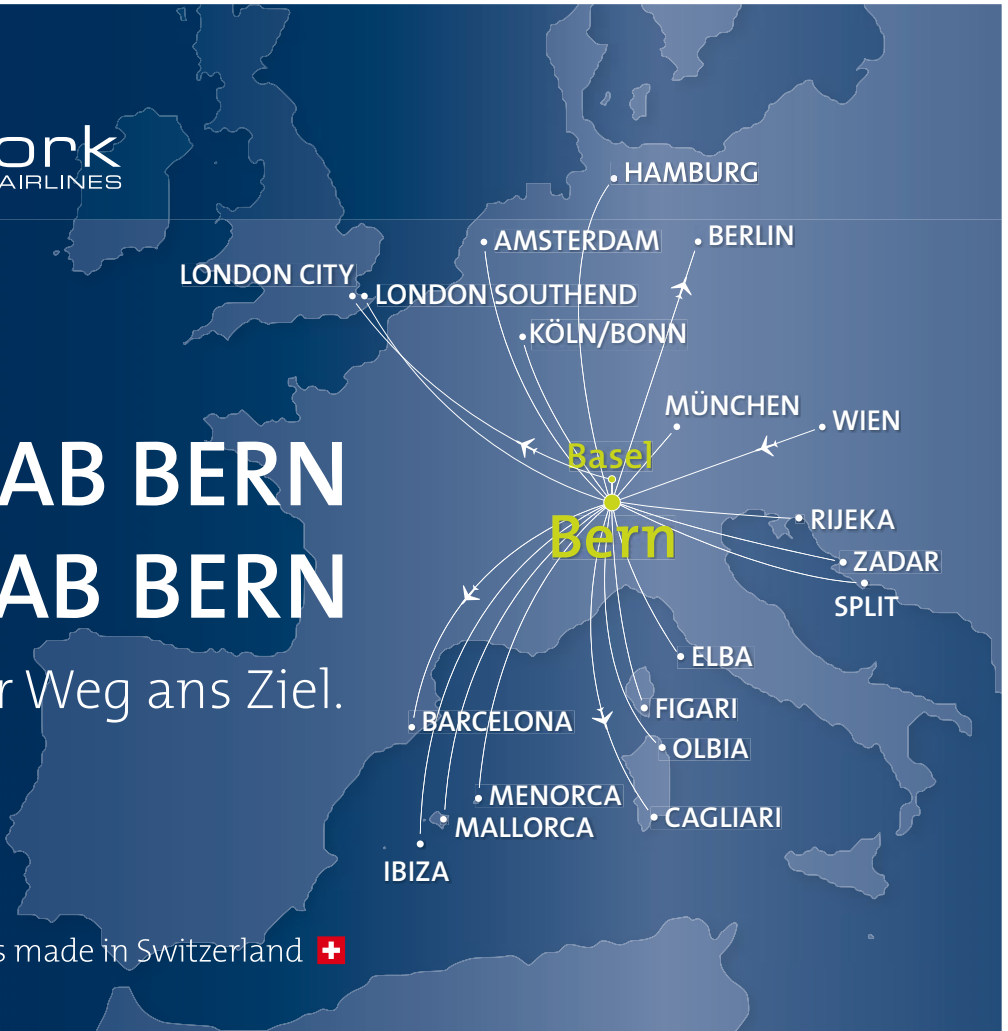 ork
AIRLINES
HAMBURG
AMSTERDAM
BERLIN
LONDON CITY
LONDON SOUTHEND
KÖLN/BONN
MÜNCHEN
WIEN
Basel
AB BERN
Bern
RIJEKA
ZADAR
AB BERN
SPLIT
ELBA
r Weg ans Ziel.
FIGARI
BARCELONA
OLBIA
MENORCA
CAGLIARI
MALLORCA
IBIZA
s made in Switzerland